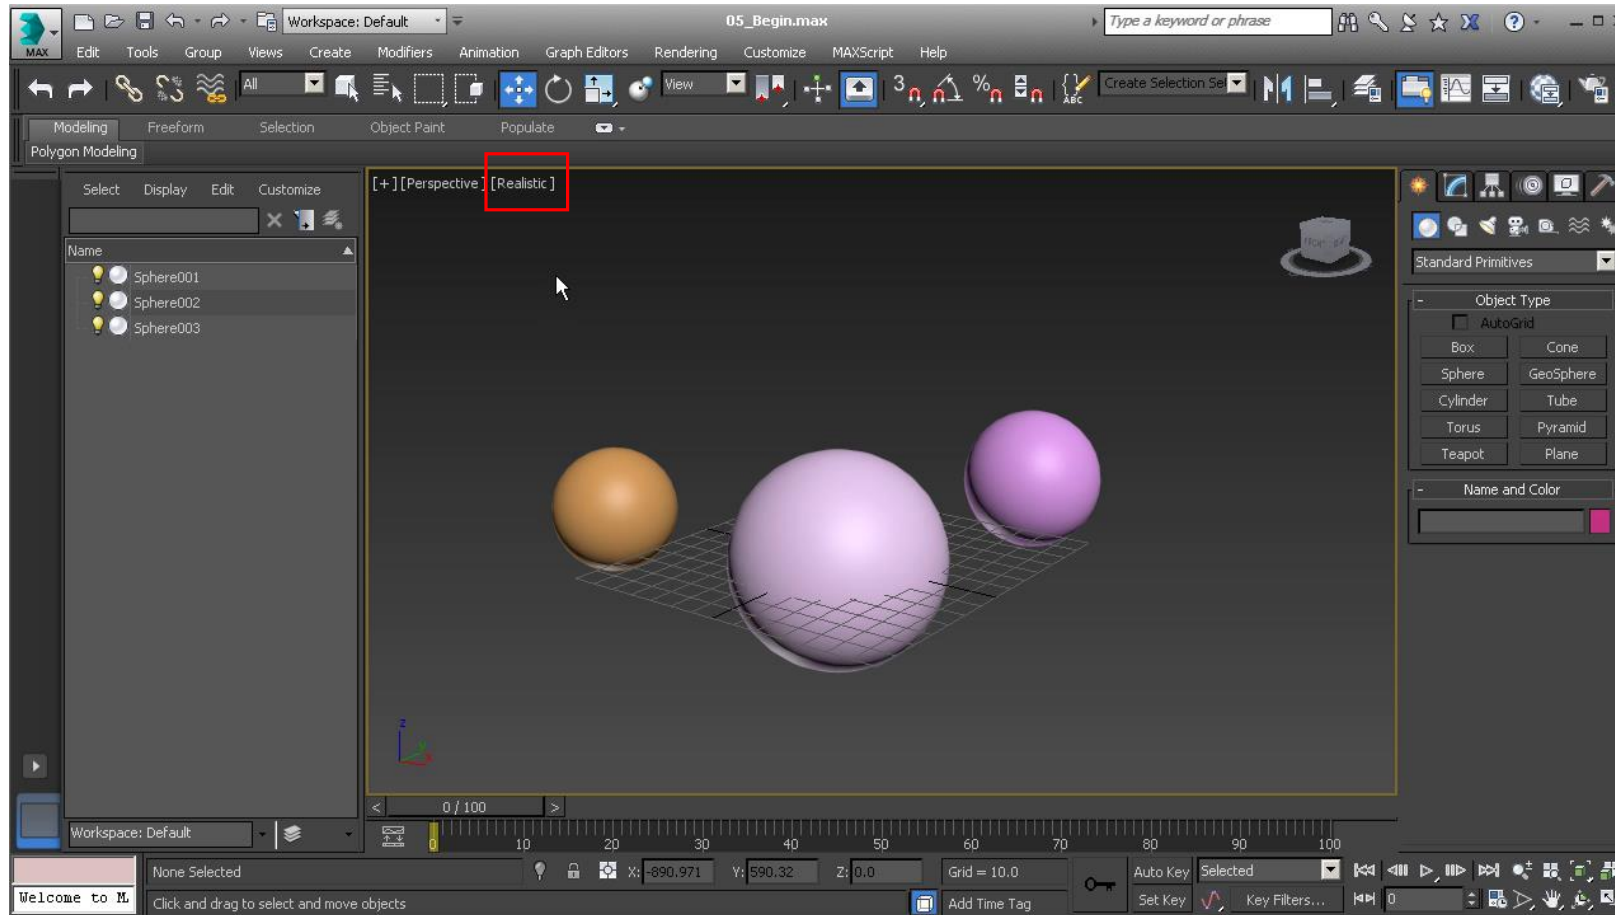 Workspace: Default
05_Begin.max
Type a keyword or phrase
MAX
Edit Tools Group Views Create Modifiers Animation Graph Editors Rendering Customize MAXScript Help
All
View
3
%
ABC
Create Selection Sel
Modeling Freeform Selection Object Paint Populate
Polygon Modeling
Select Display Edit Customize
[+][Perspective][Realistic]
Name
Sphere001
Sphere002
Sphere003
Standard Primitives
- Object Type
AutoGrid
Box Cone
Sphere GeoSphere
Cylinder Tube
Torus Pyramid
Teapot Plane
- Name and Color
z
y
x
< 0 / 100 >
Workspace: Default
0 10 20 30 40 50 60 70 80 90 100
None Selected
X: -890.971 Y: 590.32 Z: 0.0
Grid = 10.0
Auto Key Selected
Welcome to M
Click and drag to select and move objects
Add Time Tag
Set Key Key Filters...
0